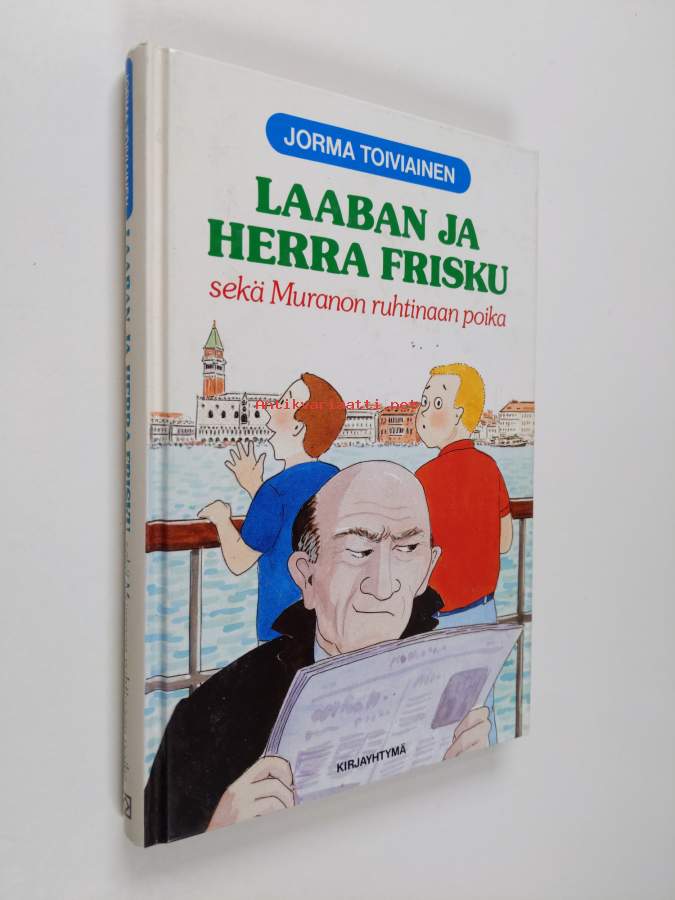 JORMA TOIVIAINEN
LAABAN JA
HERRA FRISKU
sekä Muranon ruhtinaan poika
antikvariaatti.net
KIRJAYHTYMÄ
JORMA TOIVIAINEN LAABAN JA HERRA FRISKU